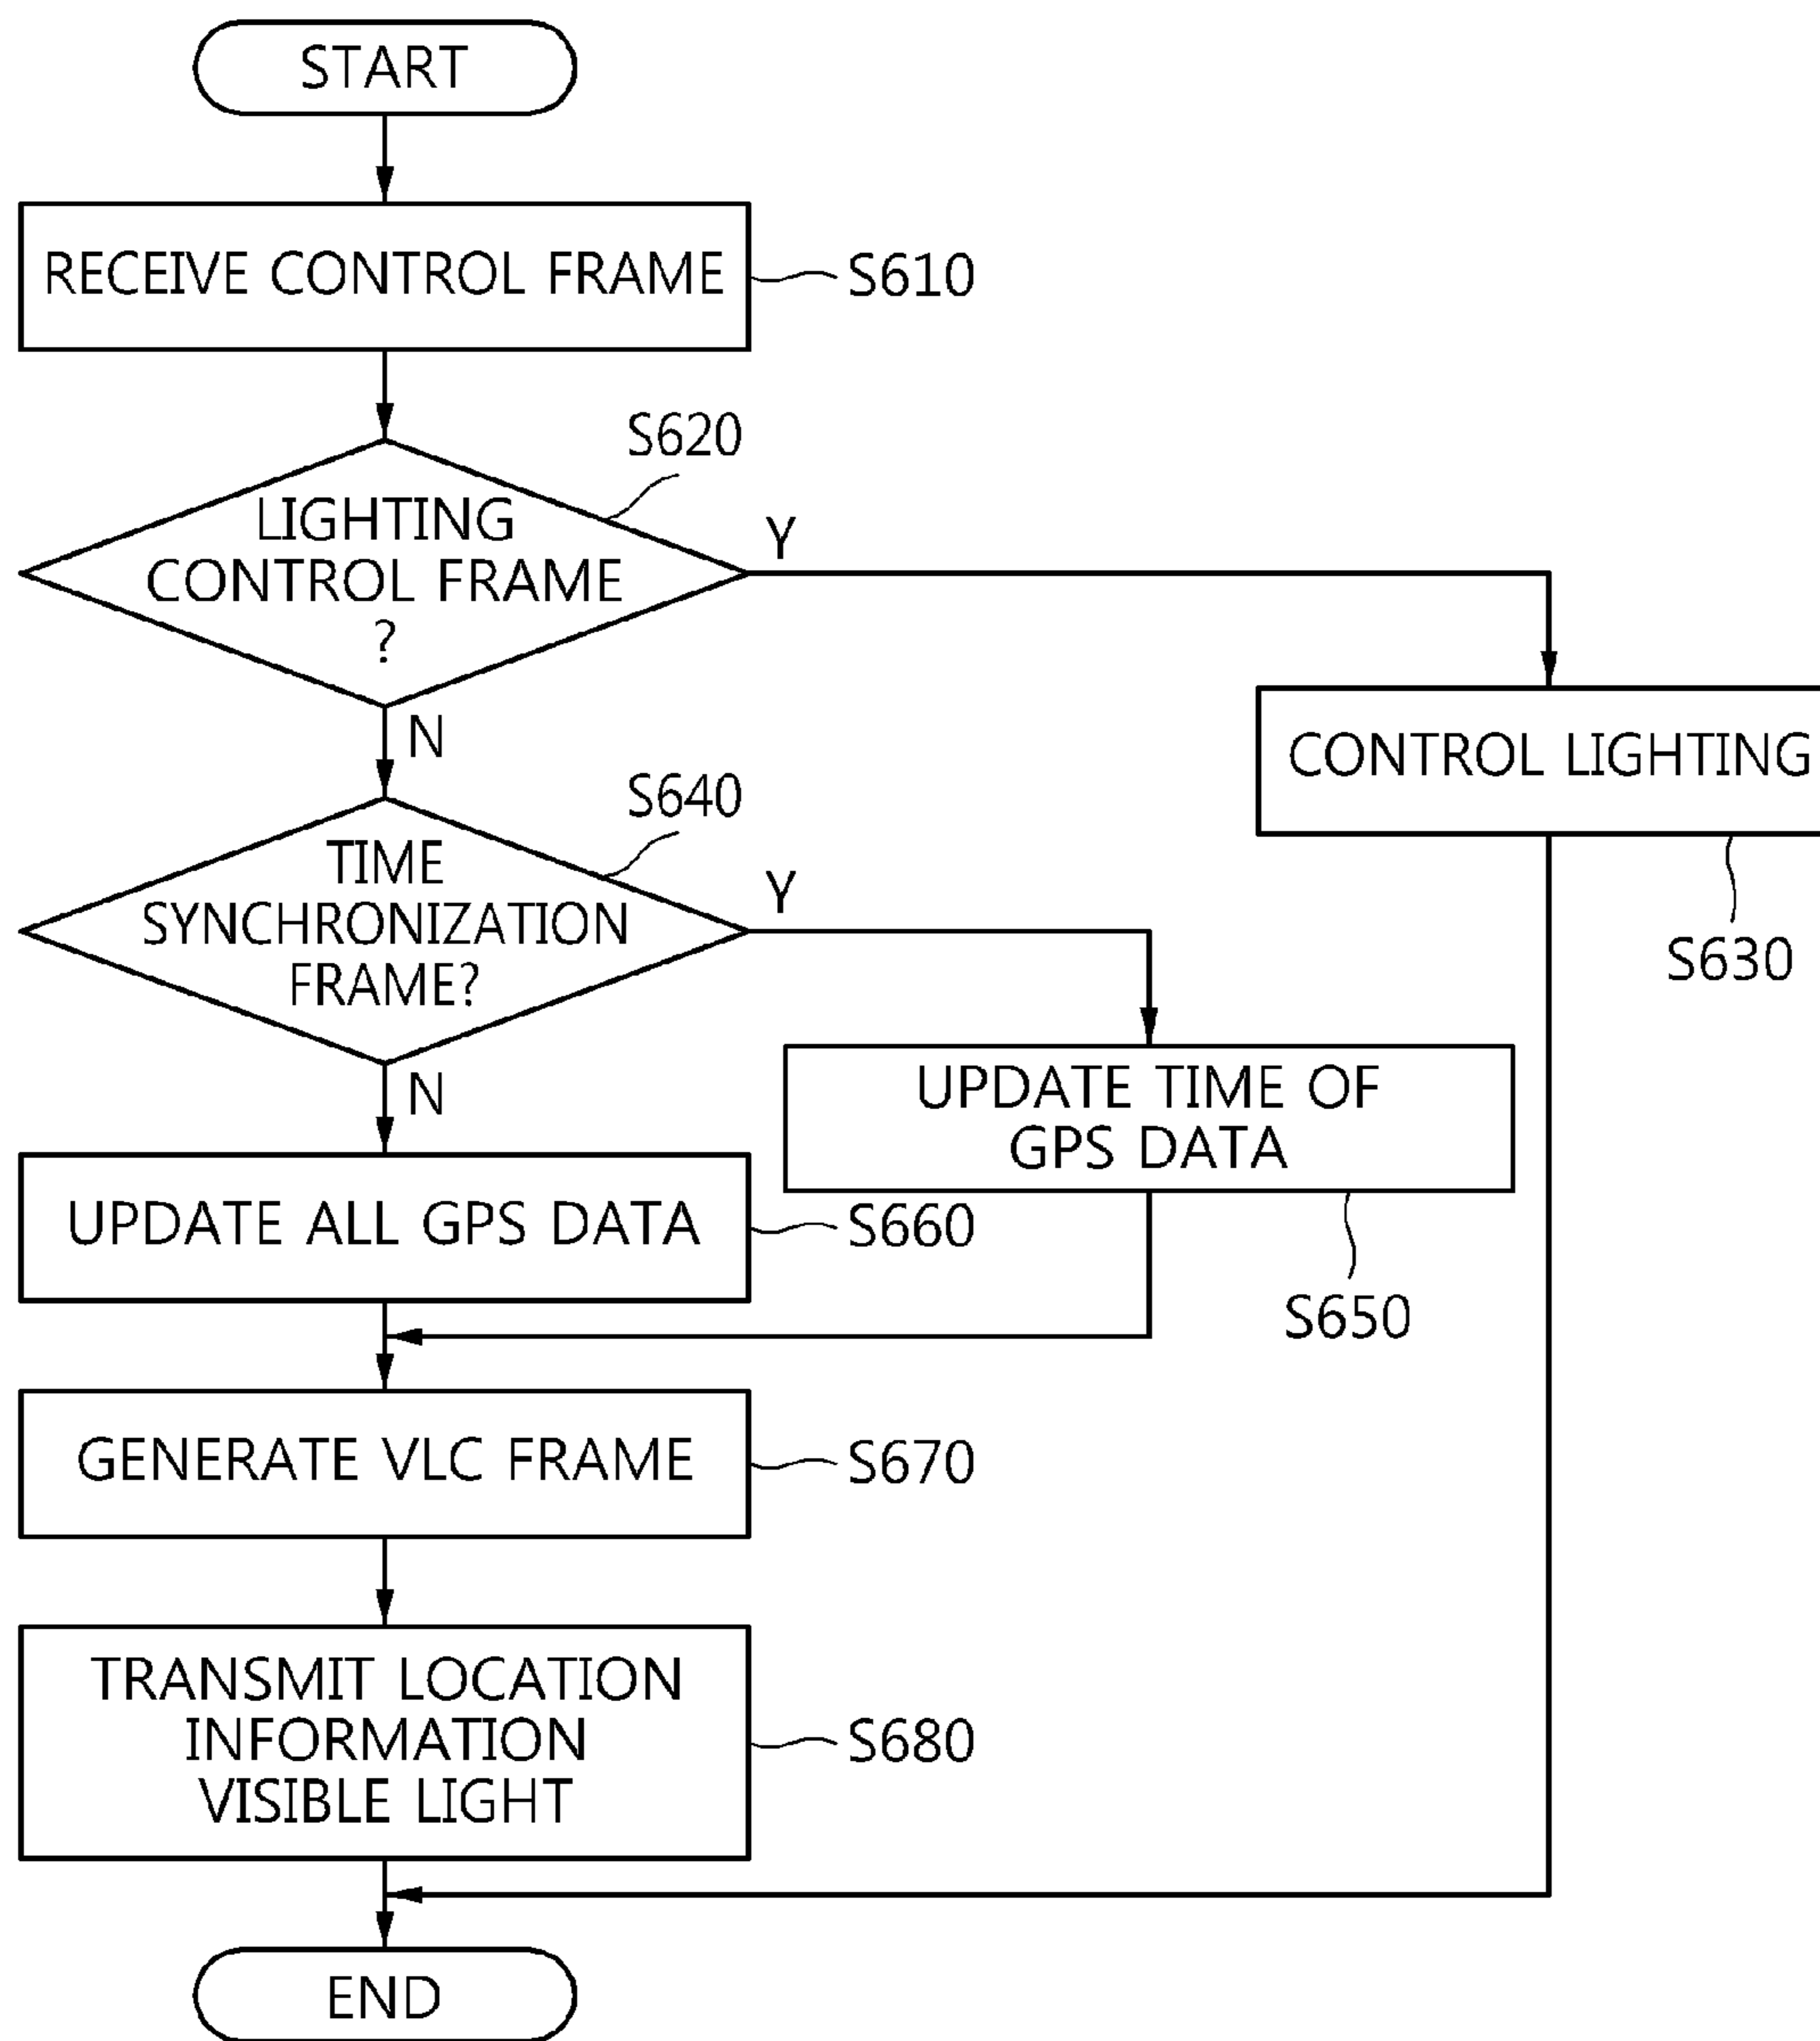 START
RECEIVE CONTROL FRAME
S610
S620
LIGHTING
CONTROL FRAME
?
Y
N
CONTROL LIGHTING
S630
S640
TIME
SYNCHRONIZATION
FRAME?
Y
N
UPDATE TIME OF
GPS DATA
S650
UPDATE ALL GPS DATA
S660
GENERATE VLC FRAME
S670
TRANSMIT LOCATION
INFORMATION
VISIBLE LIGHT
S680
END